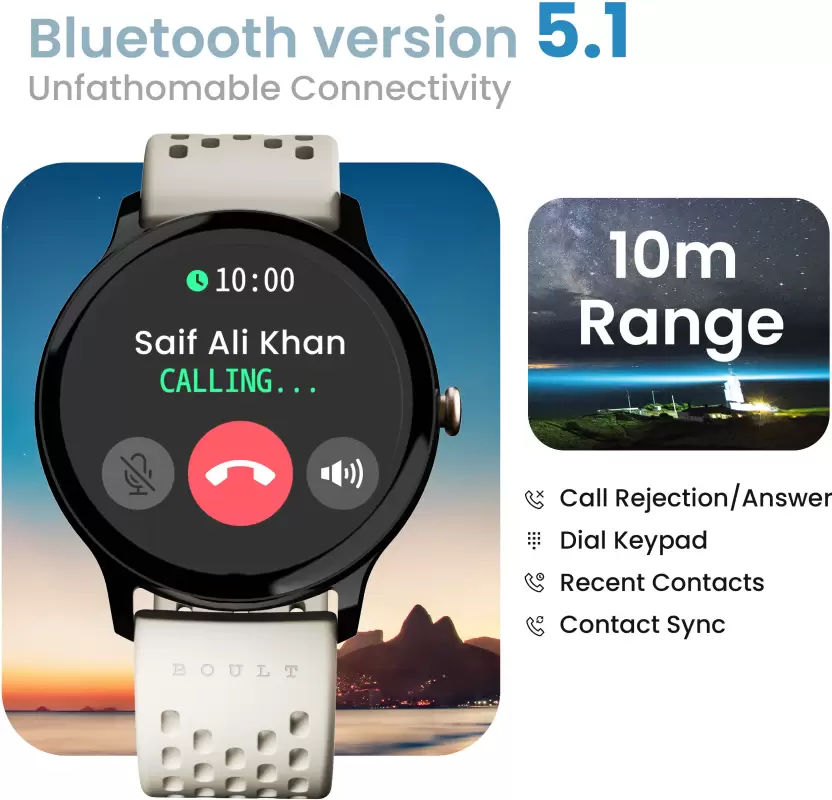 Bluetooth version 5.1
Unfathomable Connectivity
10:00
Saif Ali Khan
CALLING...
BOULT
10m
Range
Call Rejection/Answer
Dial Keypad
Recent Contacts
Contact Sync